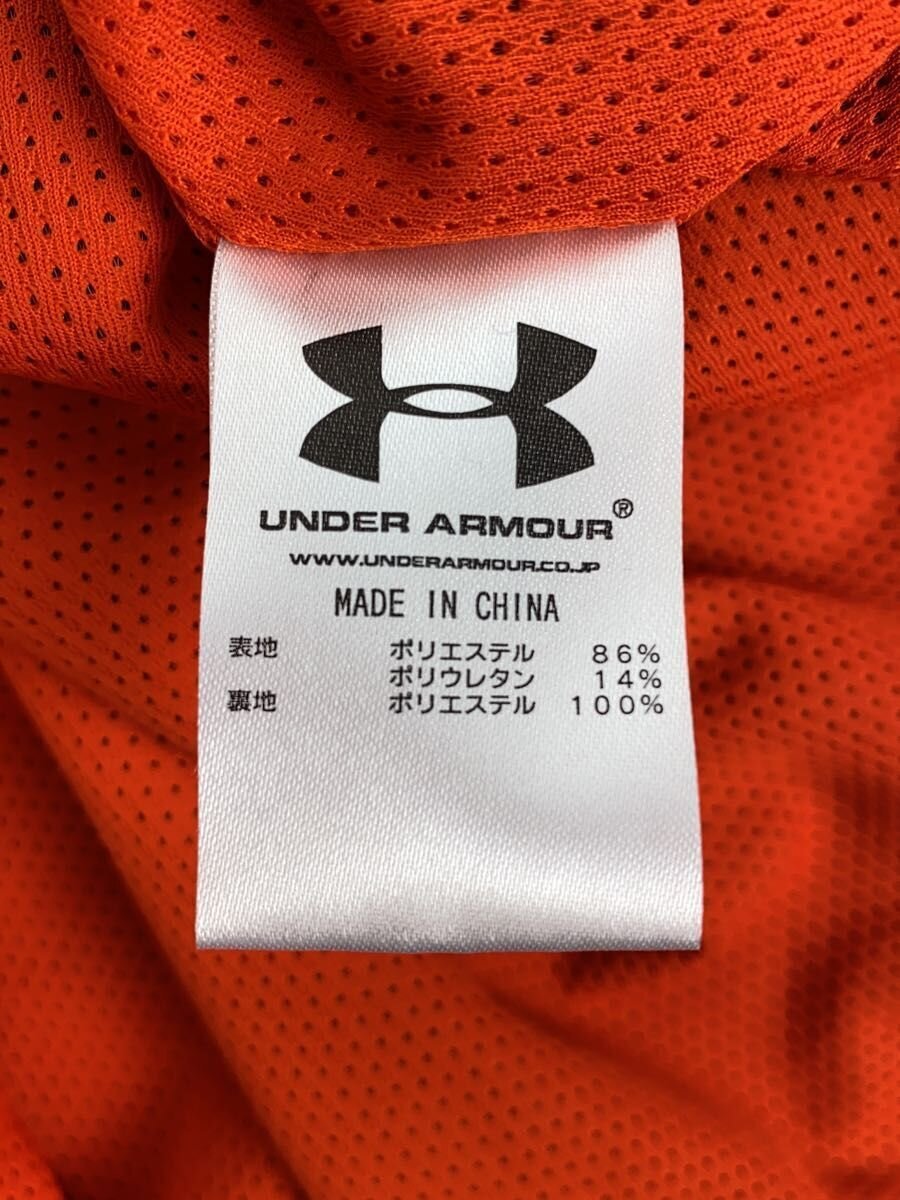 UNDER ARMOUR®
WWW.UNDERARMOUR.CO.JP
MADE IN CHINA
表地 ポリエステル 86%
ポリウレタン 14%
裏地 ポリエステル 100%